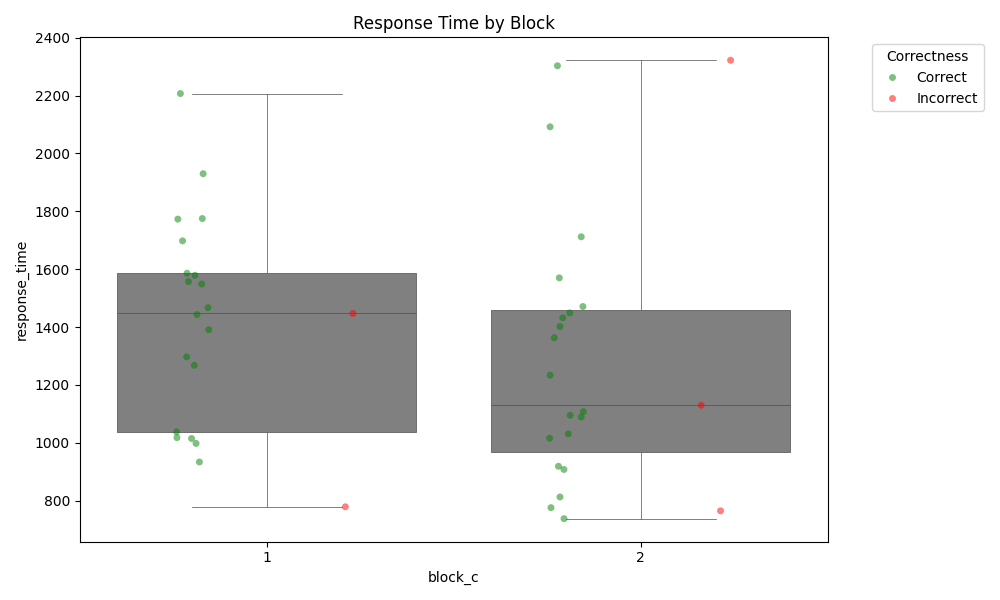 Response Time by Block
2400
2200
2000
1800
1600
1400
1200
1000
800
response_time
1
2
block_c
Correctness
Correct
Incorrect